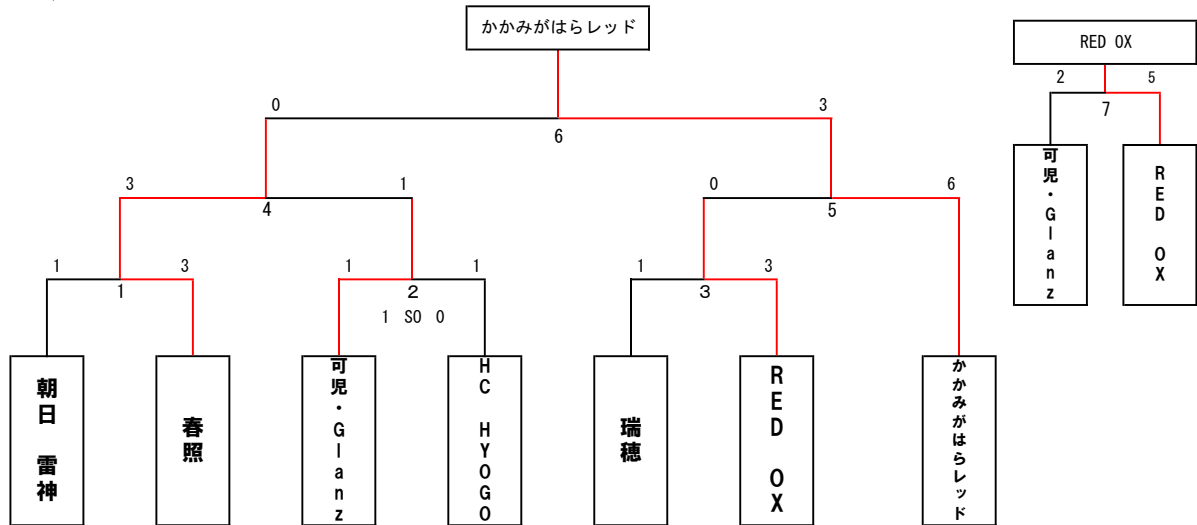 かかみがはらレッド
RED OX
2 5
7
0 3
6
可児・Glanz
RED OX
3 1
4
0 6
5
1 3
1
1 1
2
1 SO 0
1 3
3
朝日 雷神
春照
可児・Glanz
HC HYOGO
瑞穂
RED OX
かかみがはらレッド